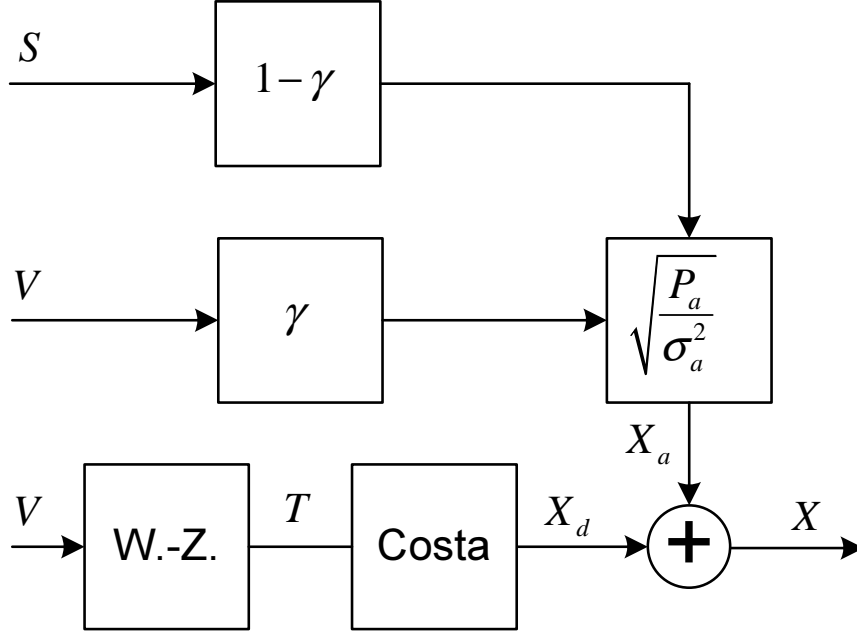 S
1−γ
V
γ
√(P_a/σ_a^2)
X_a
V
W.-Z.
T
Costa
X_d
+
X